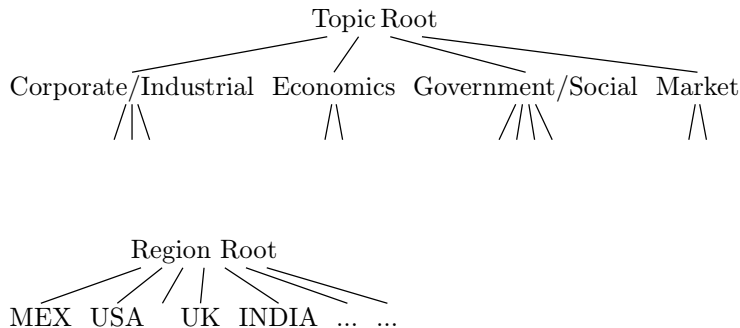 Topic Root
Corporate/Industrial Economics Government/Social Market
Region Root
MEX USA UK INDIA ... ...